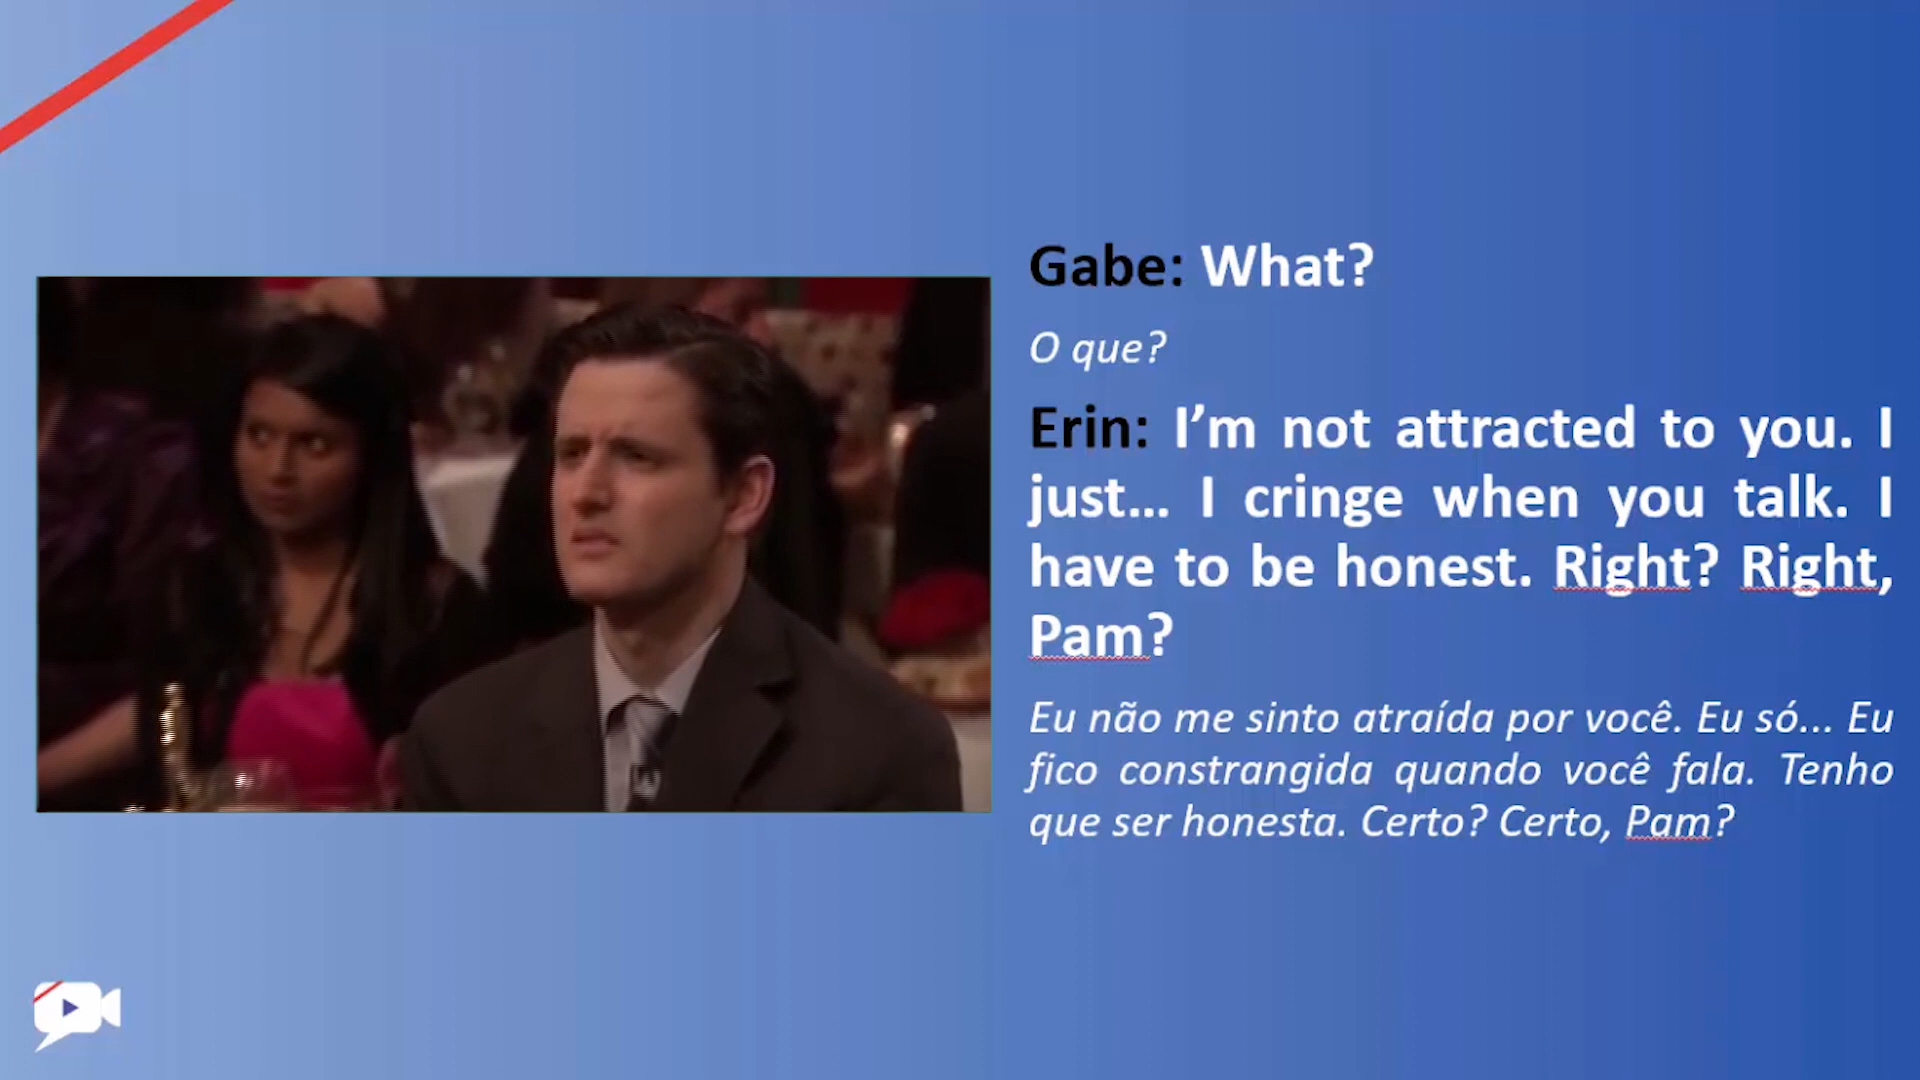 Gabe: What?
O que?
Erin: I’m not attracted to you. I
just... I cringe when you talk. I
have to be honest. Right? Right,
Pam?
Eu não me sinto atraída por você. Eu só... Eu
fico constrangida quando você fala. Tenho
que ser honesta. Certo? Certo, Pam?